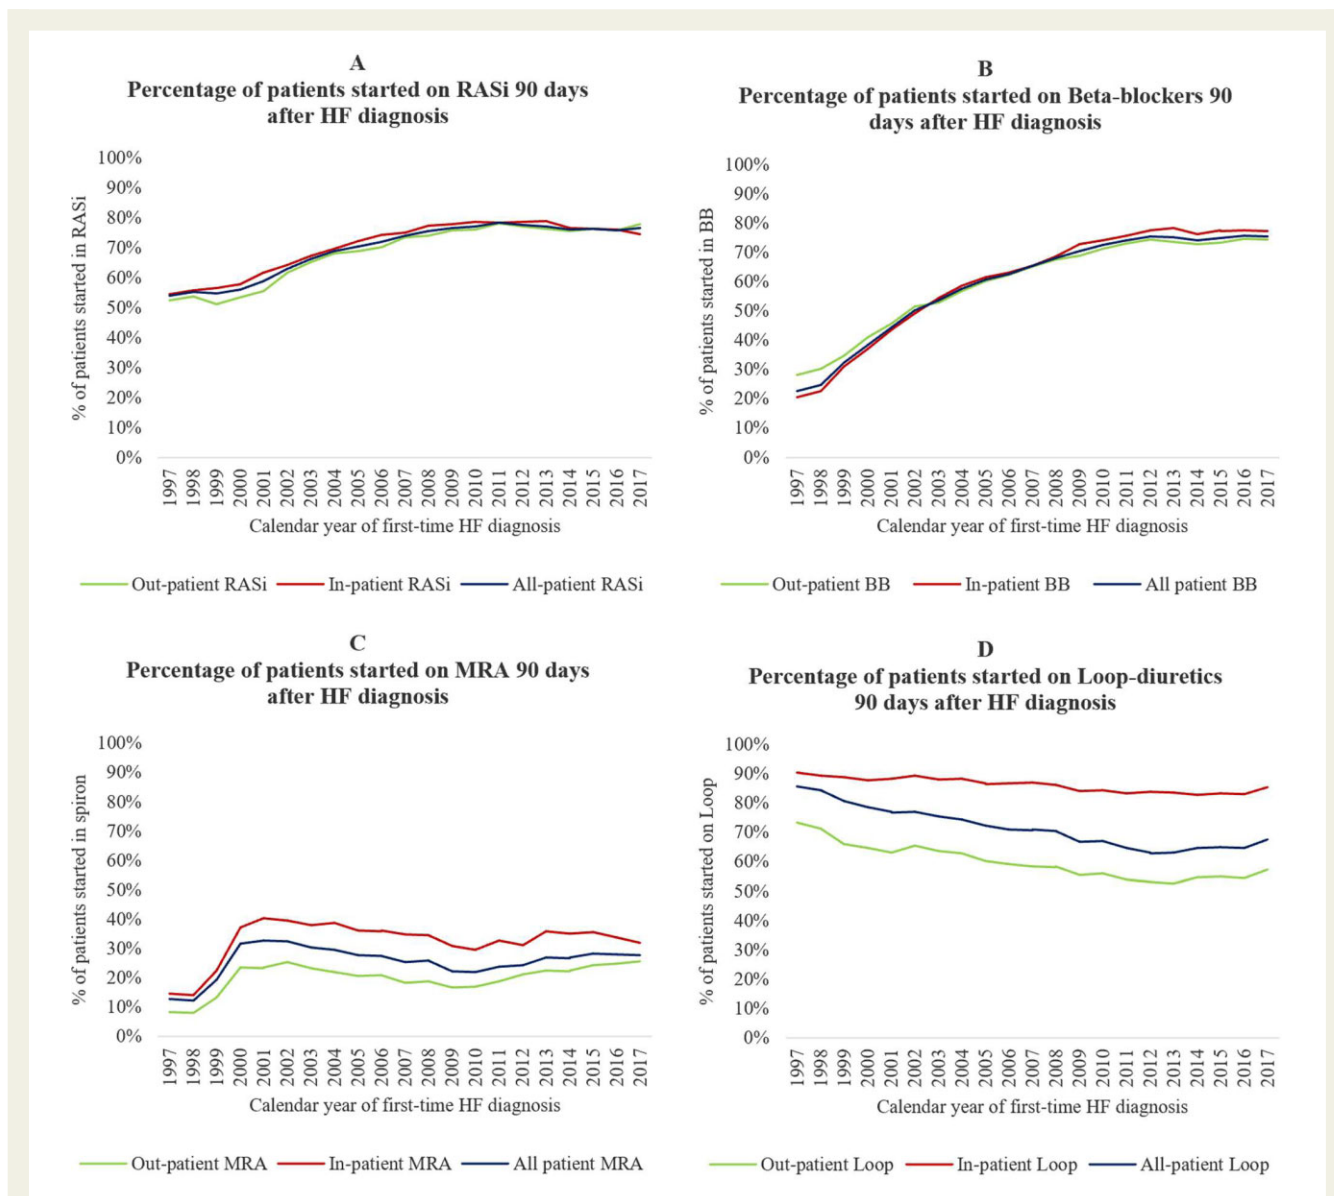 A
Percentage of patients started on RASi 90 days
after HF diagnosis
100%
90%
80%
70%
60%
50%
40%
30%
20%
10%
0%
% of patients started in RASi
1997 1998 1999 2000 2001 2002 2003 2004 2005 2006 2007 2008 2009 2010 2011 2012 2013 2014 2015 2016 2017
Calendar year of first-time HF diagnosis
Out-patient RASi In-patient RASi All-patient RASi
B
Percentage of patients started on Beta-blockers 90
days after HF diagnosis
100%
90%
80%
70%
60%
50%
40%
30%
20%
10%
0%
% of patients started in BB
1997 1998 1999 2000 2001 2002 2003 2004 2005 2006 2007 2008 2009 2010 2011 2012 2013 2014 2015 2016 2017
Calendar year of first-time HF diagnosis
Out-patient BB In-patient BB All patient BB
C
Percentage of patients started on MRA 90 days
after HF diagnosis
100%
90%
80%
70%
60%
50%
40%
30%
20%
10%
0%
% of patients started in spiron
1997 1998 1999 2000 2001 2002 2003 2004 2005 2006 2007 2008 2009 2010 2011 2012 2013 2014 2015 2016 2017
Calendar year of first-time HF diagnosis
Out-patient MRA In-patient MRA All patient MRA
D
Percentage of patients started on Loop-diuretics
90 days after HF diagnosis
100%
90%
80%
70%
60%
50%
40%
30%
20%
10%
0%
% of patients started on Loop
1997 1998 1999 2000 2001 2002 2003 2004 2005 2006 2007 2008 2009 2010 2011 2012 2013 2014 2015 2016 2017
Calendar year of first-time HF diagnosis
Out-patient Loop In-patient Loop All-patient Loop